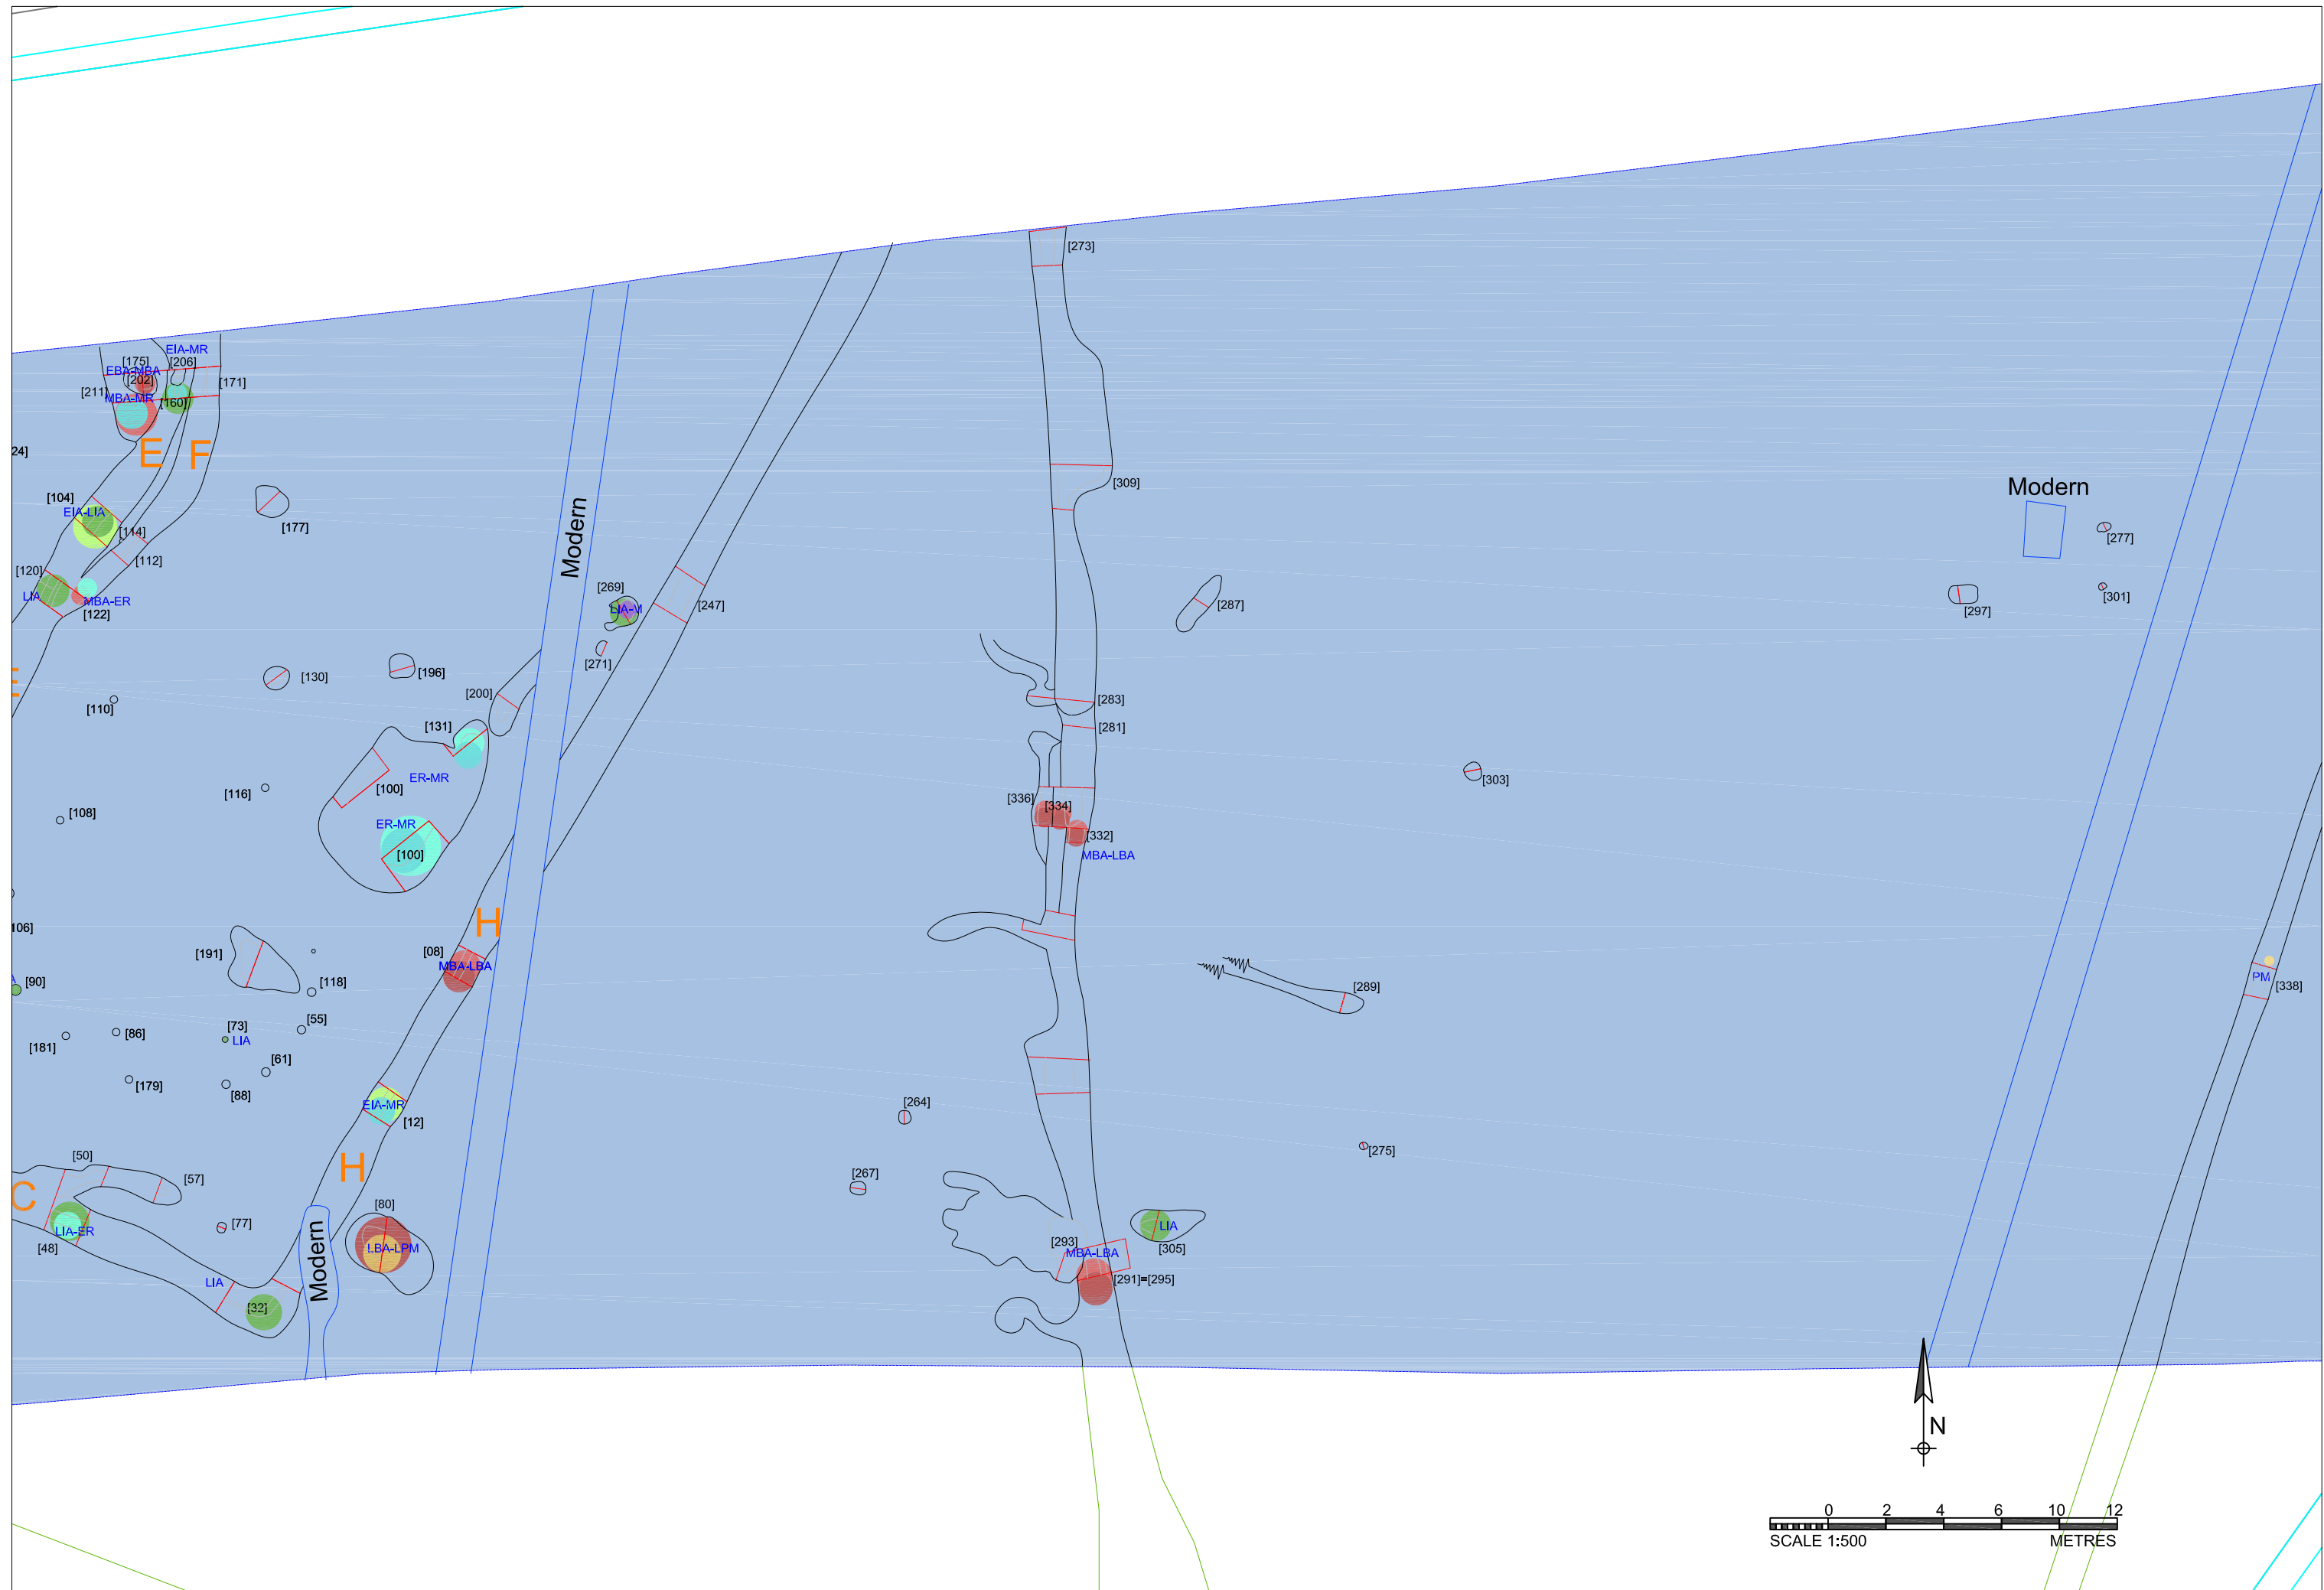 [273]
EIA-MR
[175]
[206]
EBA-MBA
[202]
[171]
[211]
MBA-MR
[160]
E
F
24]
[309]
Modern
[104]
EIA-LIA
[177]
[114]
Modern
[277]
[112]
[120]
LIA
MBA-ER
[122]
[269]
LIA-M
[247]
[287]
[301]
[297]
[271]
[130]
[196]
[200]
[283]
[110]
[131]
[281]
ER-MR
[100]
[303]
[116]
[108]
[336]
[334]
ER-MR
[332]
[100]
MBA-LBA
H
[191]
[08]
MBA-LBA
[90]
[118]
[289]
PM
[338]
[55]
[73]
LIA
[86]
[181]
[61]
[179]
[88]
EIA-MR
[12]
[264]
[275]
[50]
H
[57]
[267]
C
[80]
[77]
LIA-ER
[48]
LBA-LPM
Modern
LIA
[305]
[293]
MBA-LBA
[291]=[295]
LIA
[32]
N
0 2 4 6 10 12
SCALE 1:500 METRES